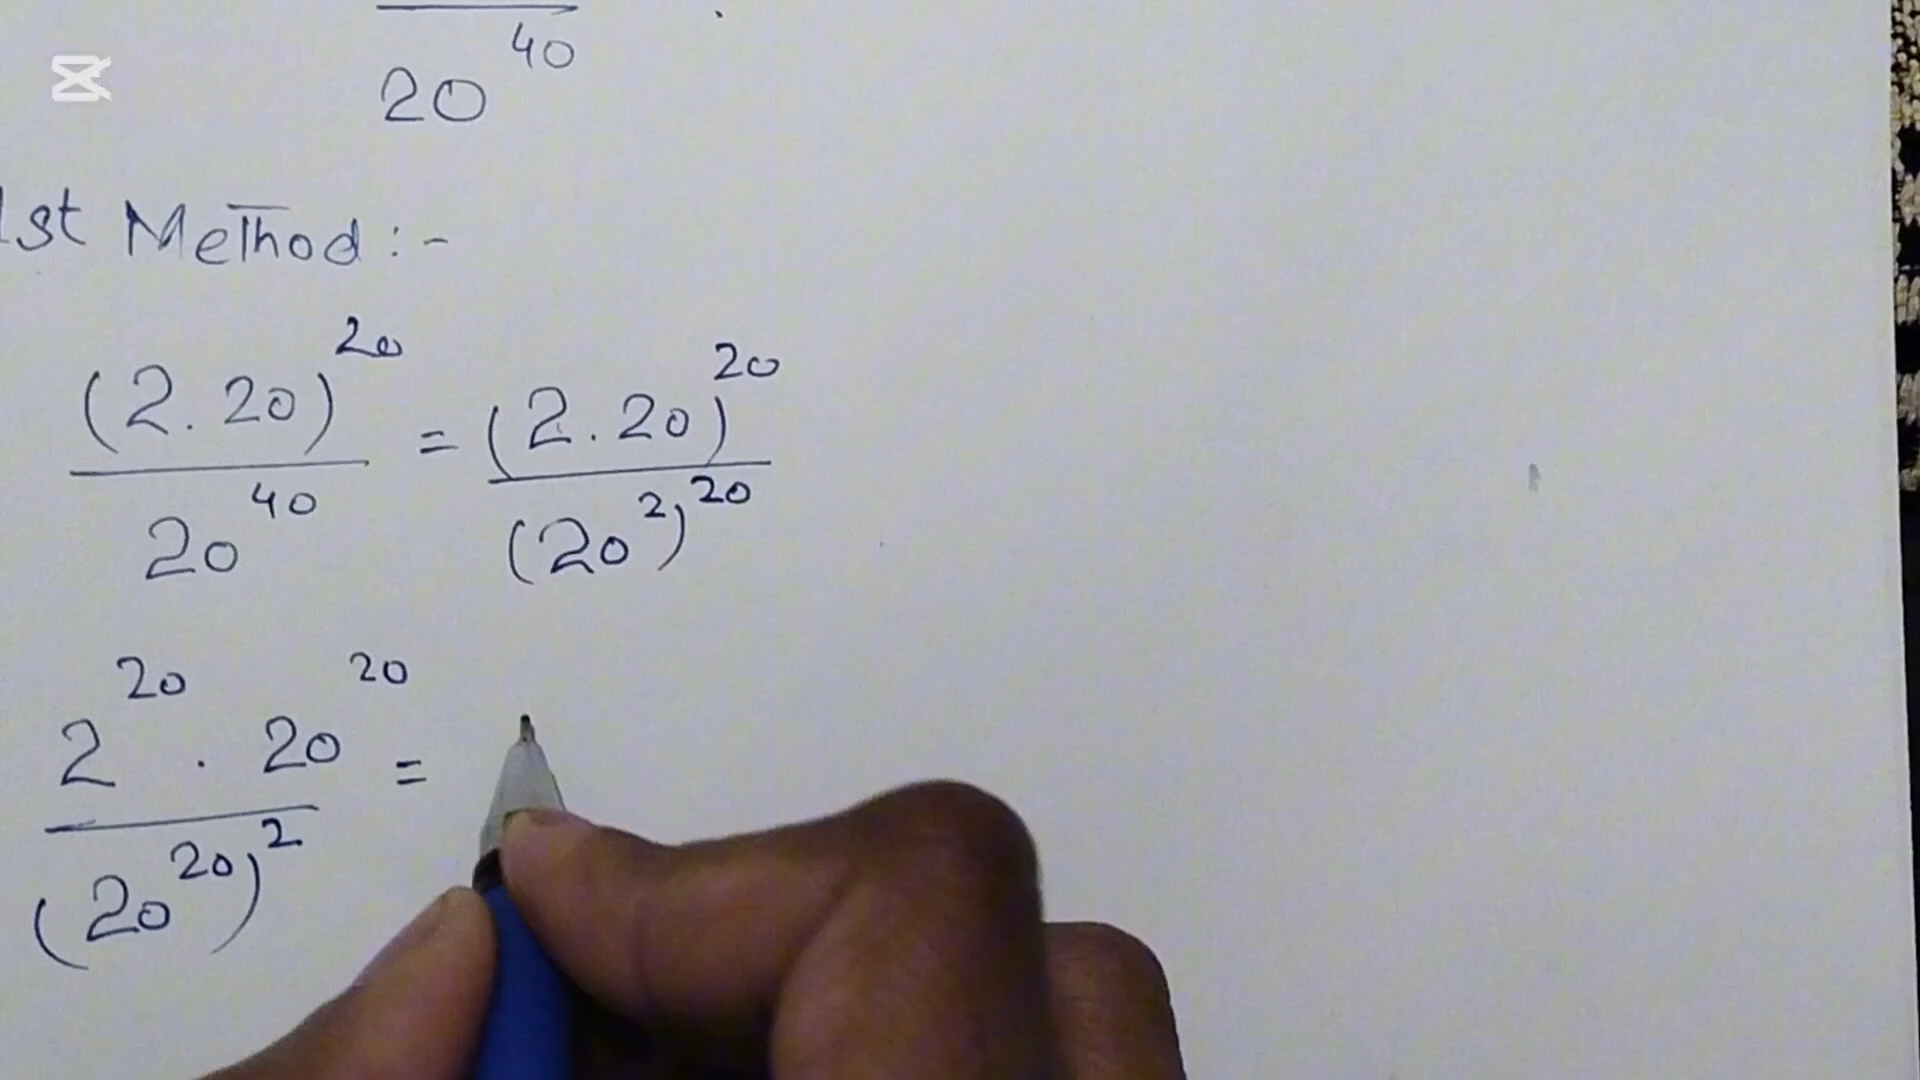 20^40
1st Method :-
(2.20)^20 / 20^40 = (2.20)^20 / (20^2)^20
2^20 . 20^20 / (20^20)^2 =